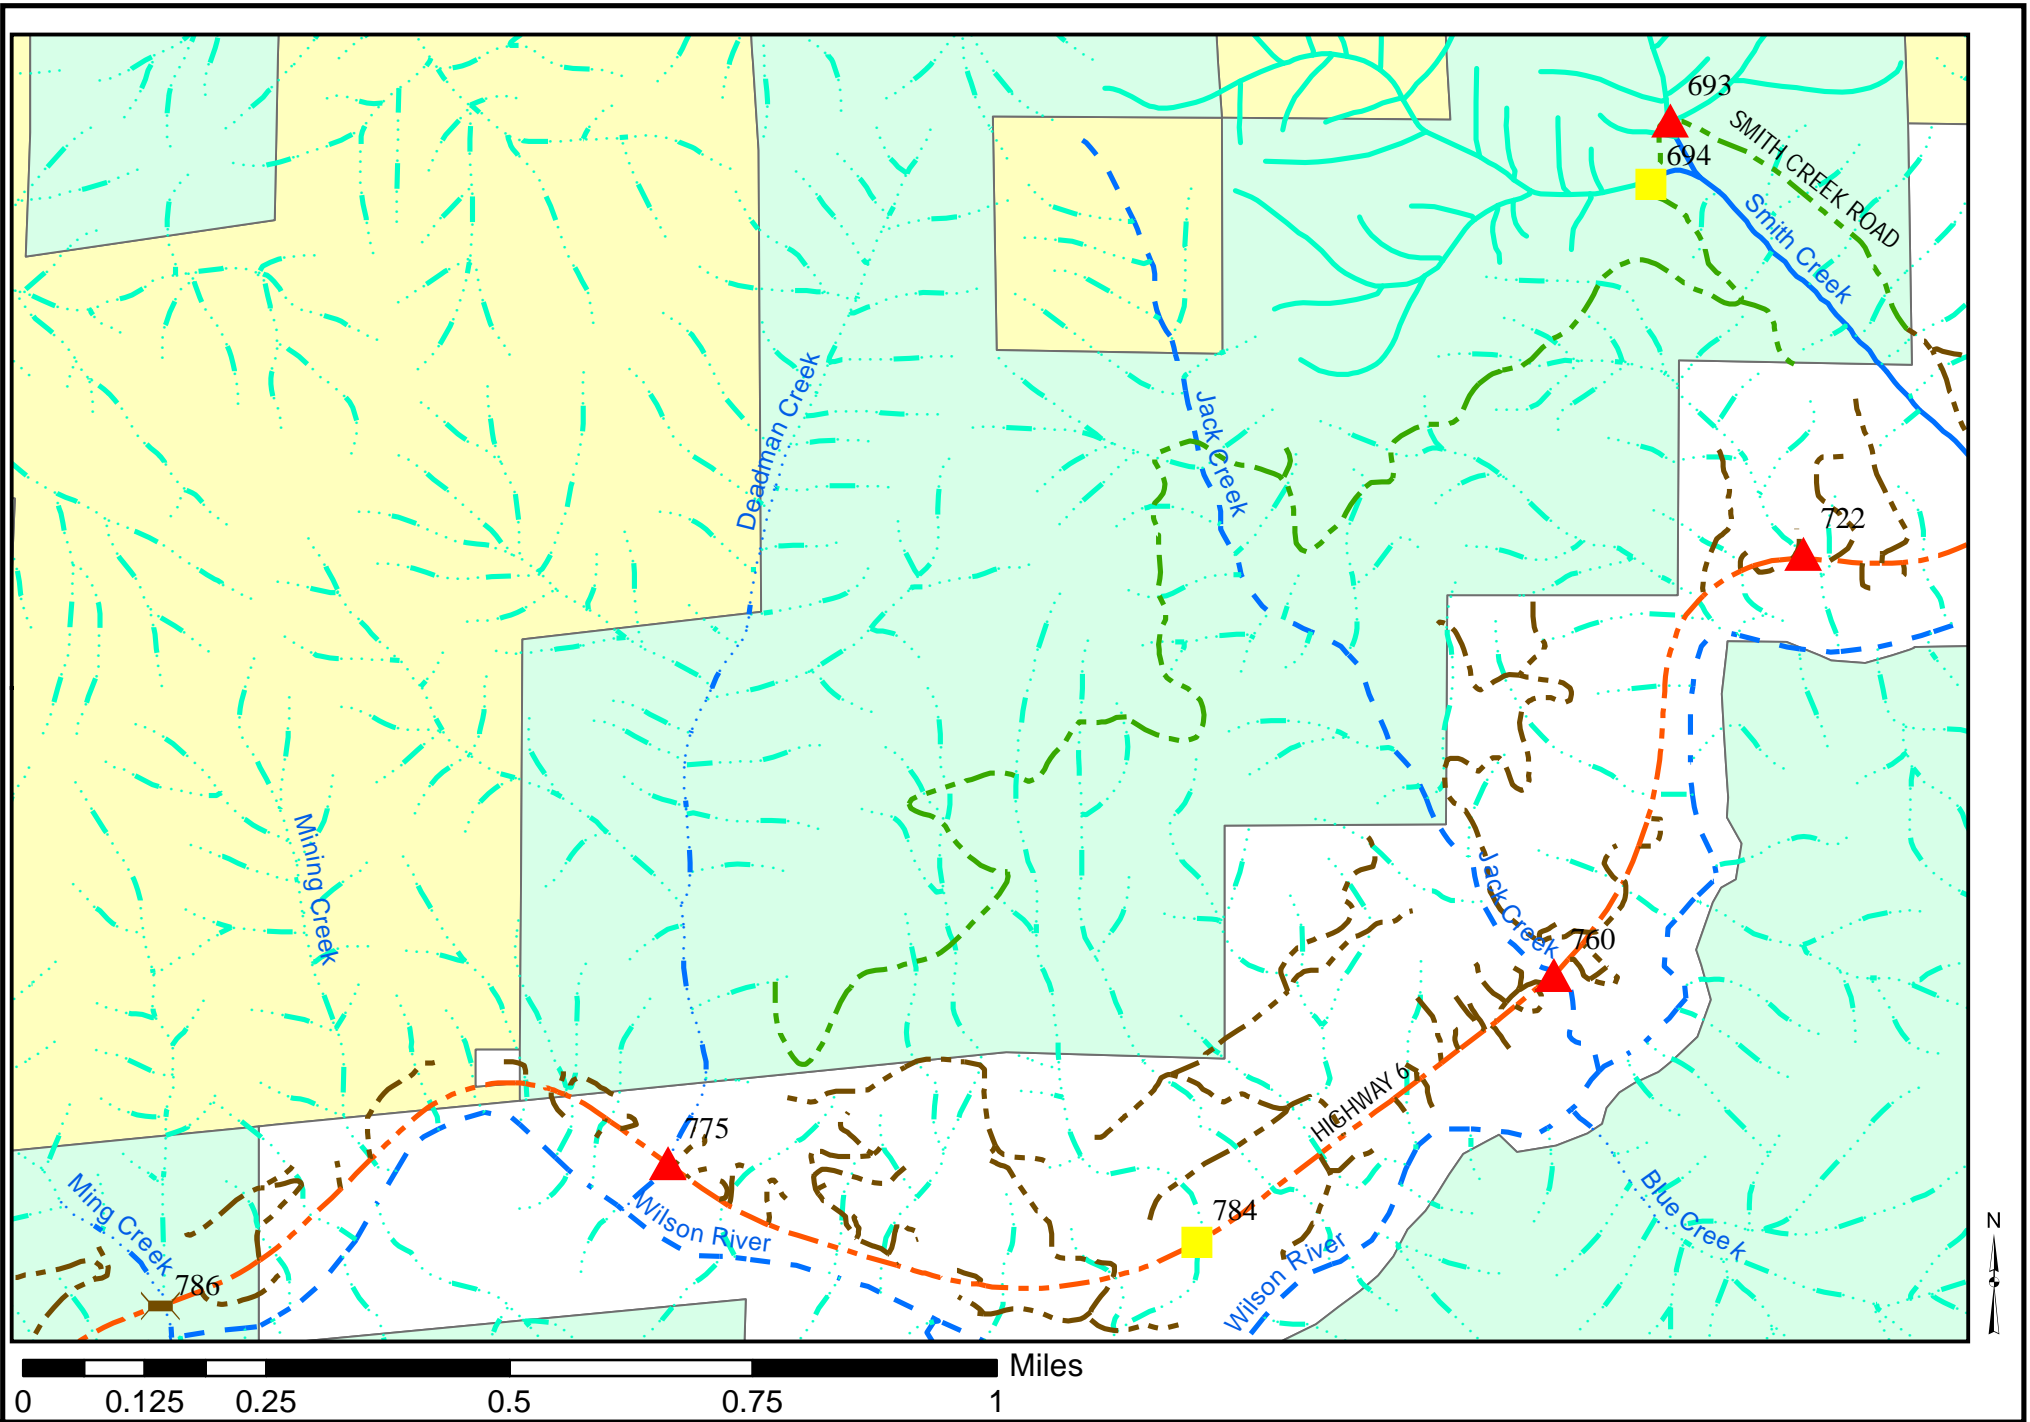 693
SMITH CREEK ROAD
694
Smith Creek
Deadman Creek
Jack Creek
722
Mining Creek
Jack Creek
760
HIGHWAY 6
775
Ming Creek
Wilson River
784
Blue Creek
Wilson River
786
N
Miles
0 0.125 0.25 0.5 0.75 1